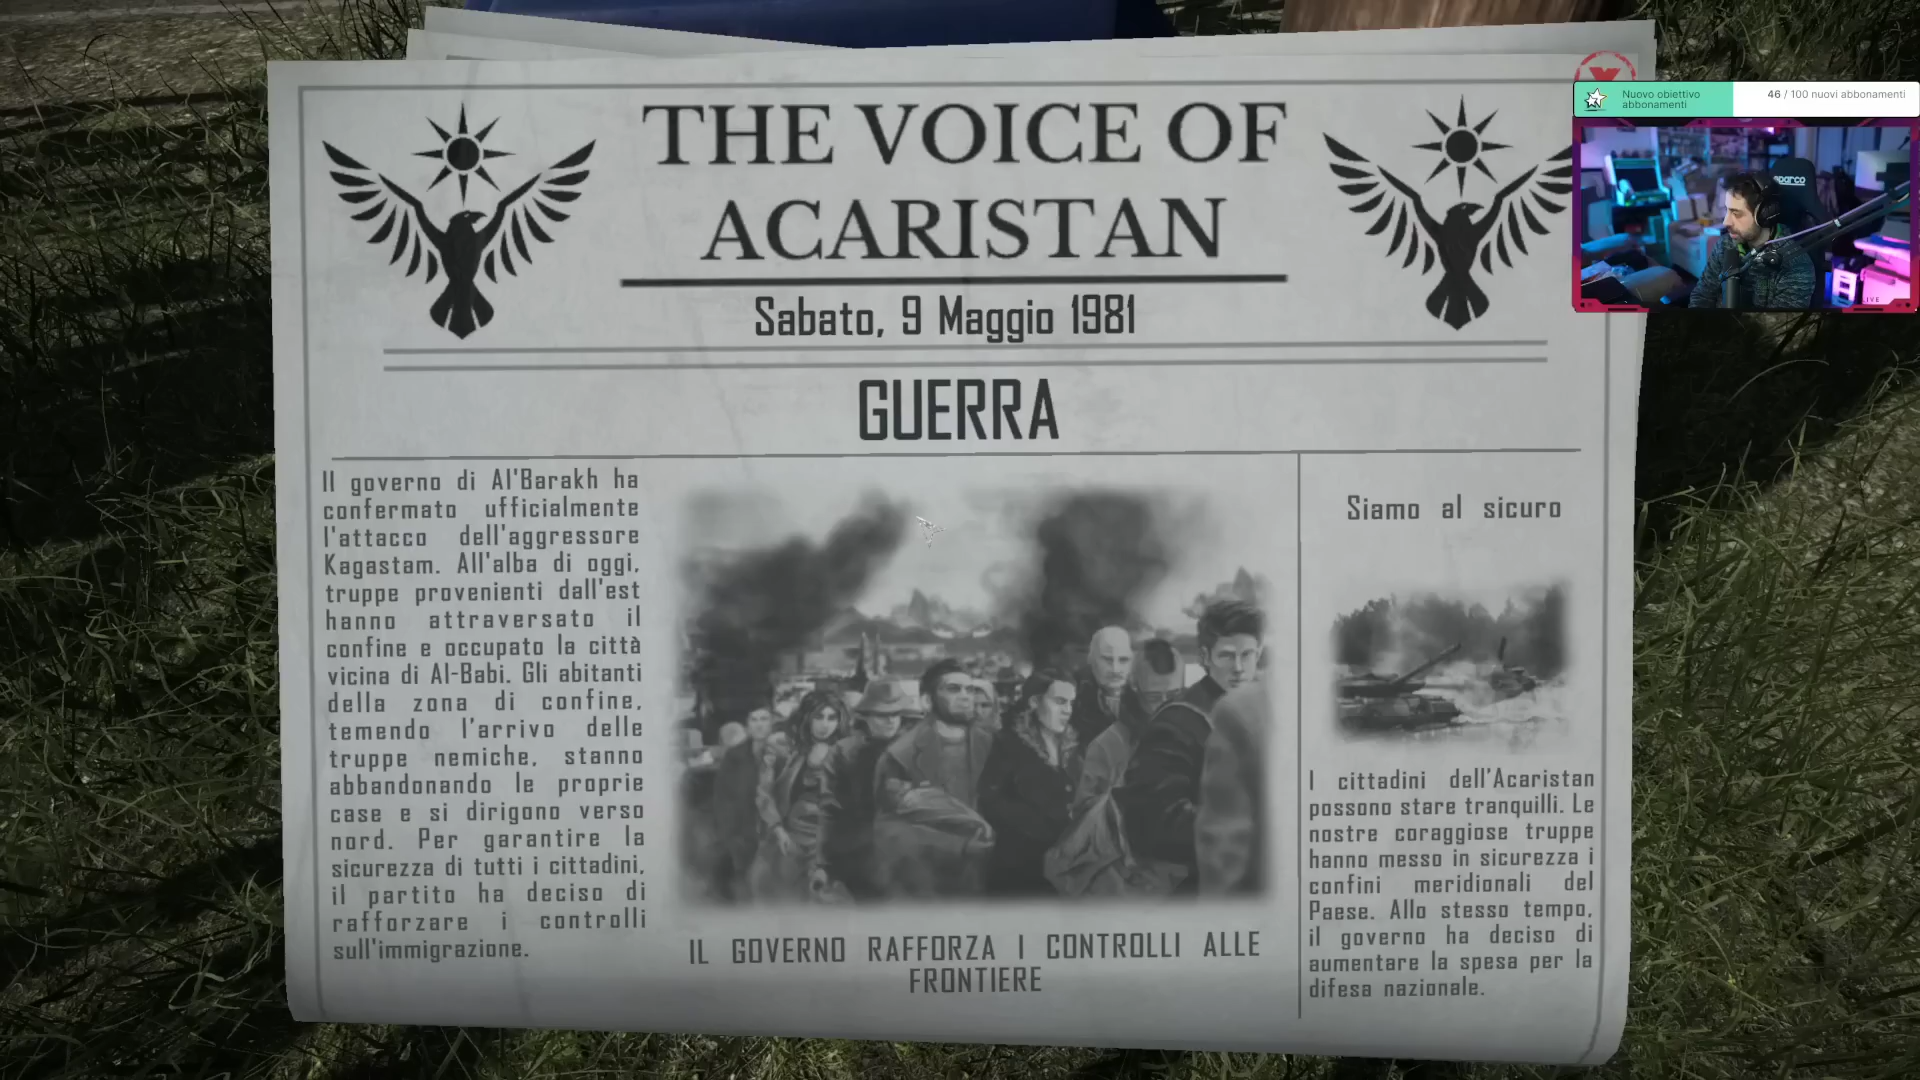 THE VOICE OF
ACARISTAN
Sabato, 9 Maggio 1981
GUERRA
Il governo di Al'Barakh ha
confermato ufficialmente
l'attacco dell'aggressore
Kagastam. All'alba di oggi,
truppe provenienti dall'est
hanno attraversato il
confine e occupato la città
vicina di Al-Babi. Gli abitanti
della zona di confine,
temendo l'arrivo delle
truppe nemiche, stanno
abbandonando le proprie
case e si dirigono verso
nord. Per garantire la
sicurezza di tutti i cittadini,
il partito ha deciso di
rafforzare i controlli
sull'immigrazione.
IL GOVERNO RAFFORZA I CONTROLLI ALLE
FRONTIERE
Siamo al sicuro
I cittadini dell'Acaristan
possono stare tranquilli. Le
nostre coraggiose truppe
hanno messo in sicurezza i
confini meridionali del
Paese. Allo stesso tempo,
il governo ha deciso di
aumentare la spesa per la
difesa nazionale.
Nuovo obiettivo
abbonamenti
46 / 100 nuovi abbonamenti
sparco
LIVE